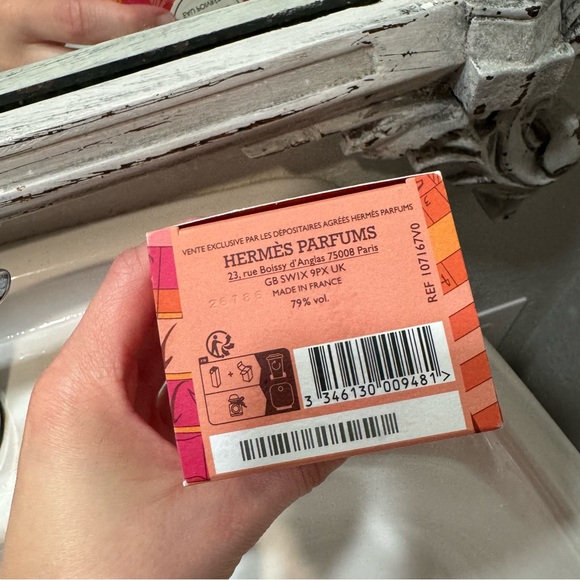 VENTE EXCLUSIVE PAR LES DÉPOSITAIRES AGRÉÉS HERMÈS PARFUMS
HERMÈS PARFUMS
23, rue Boissy d'Anglas 75008 Paris
GB SW1X 9PX UK
MADE IN FRANCE
79% vol.
REF 107167V0
FR
3 346130 009481 >